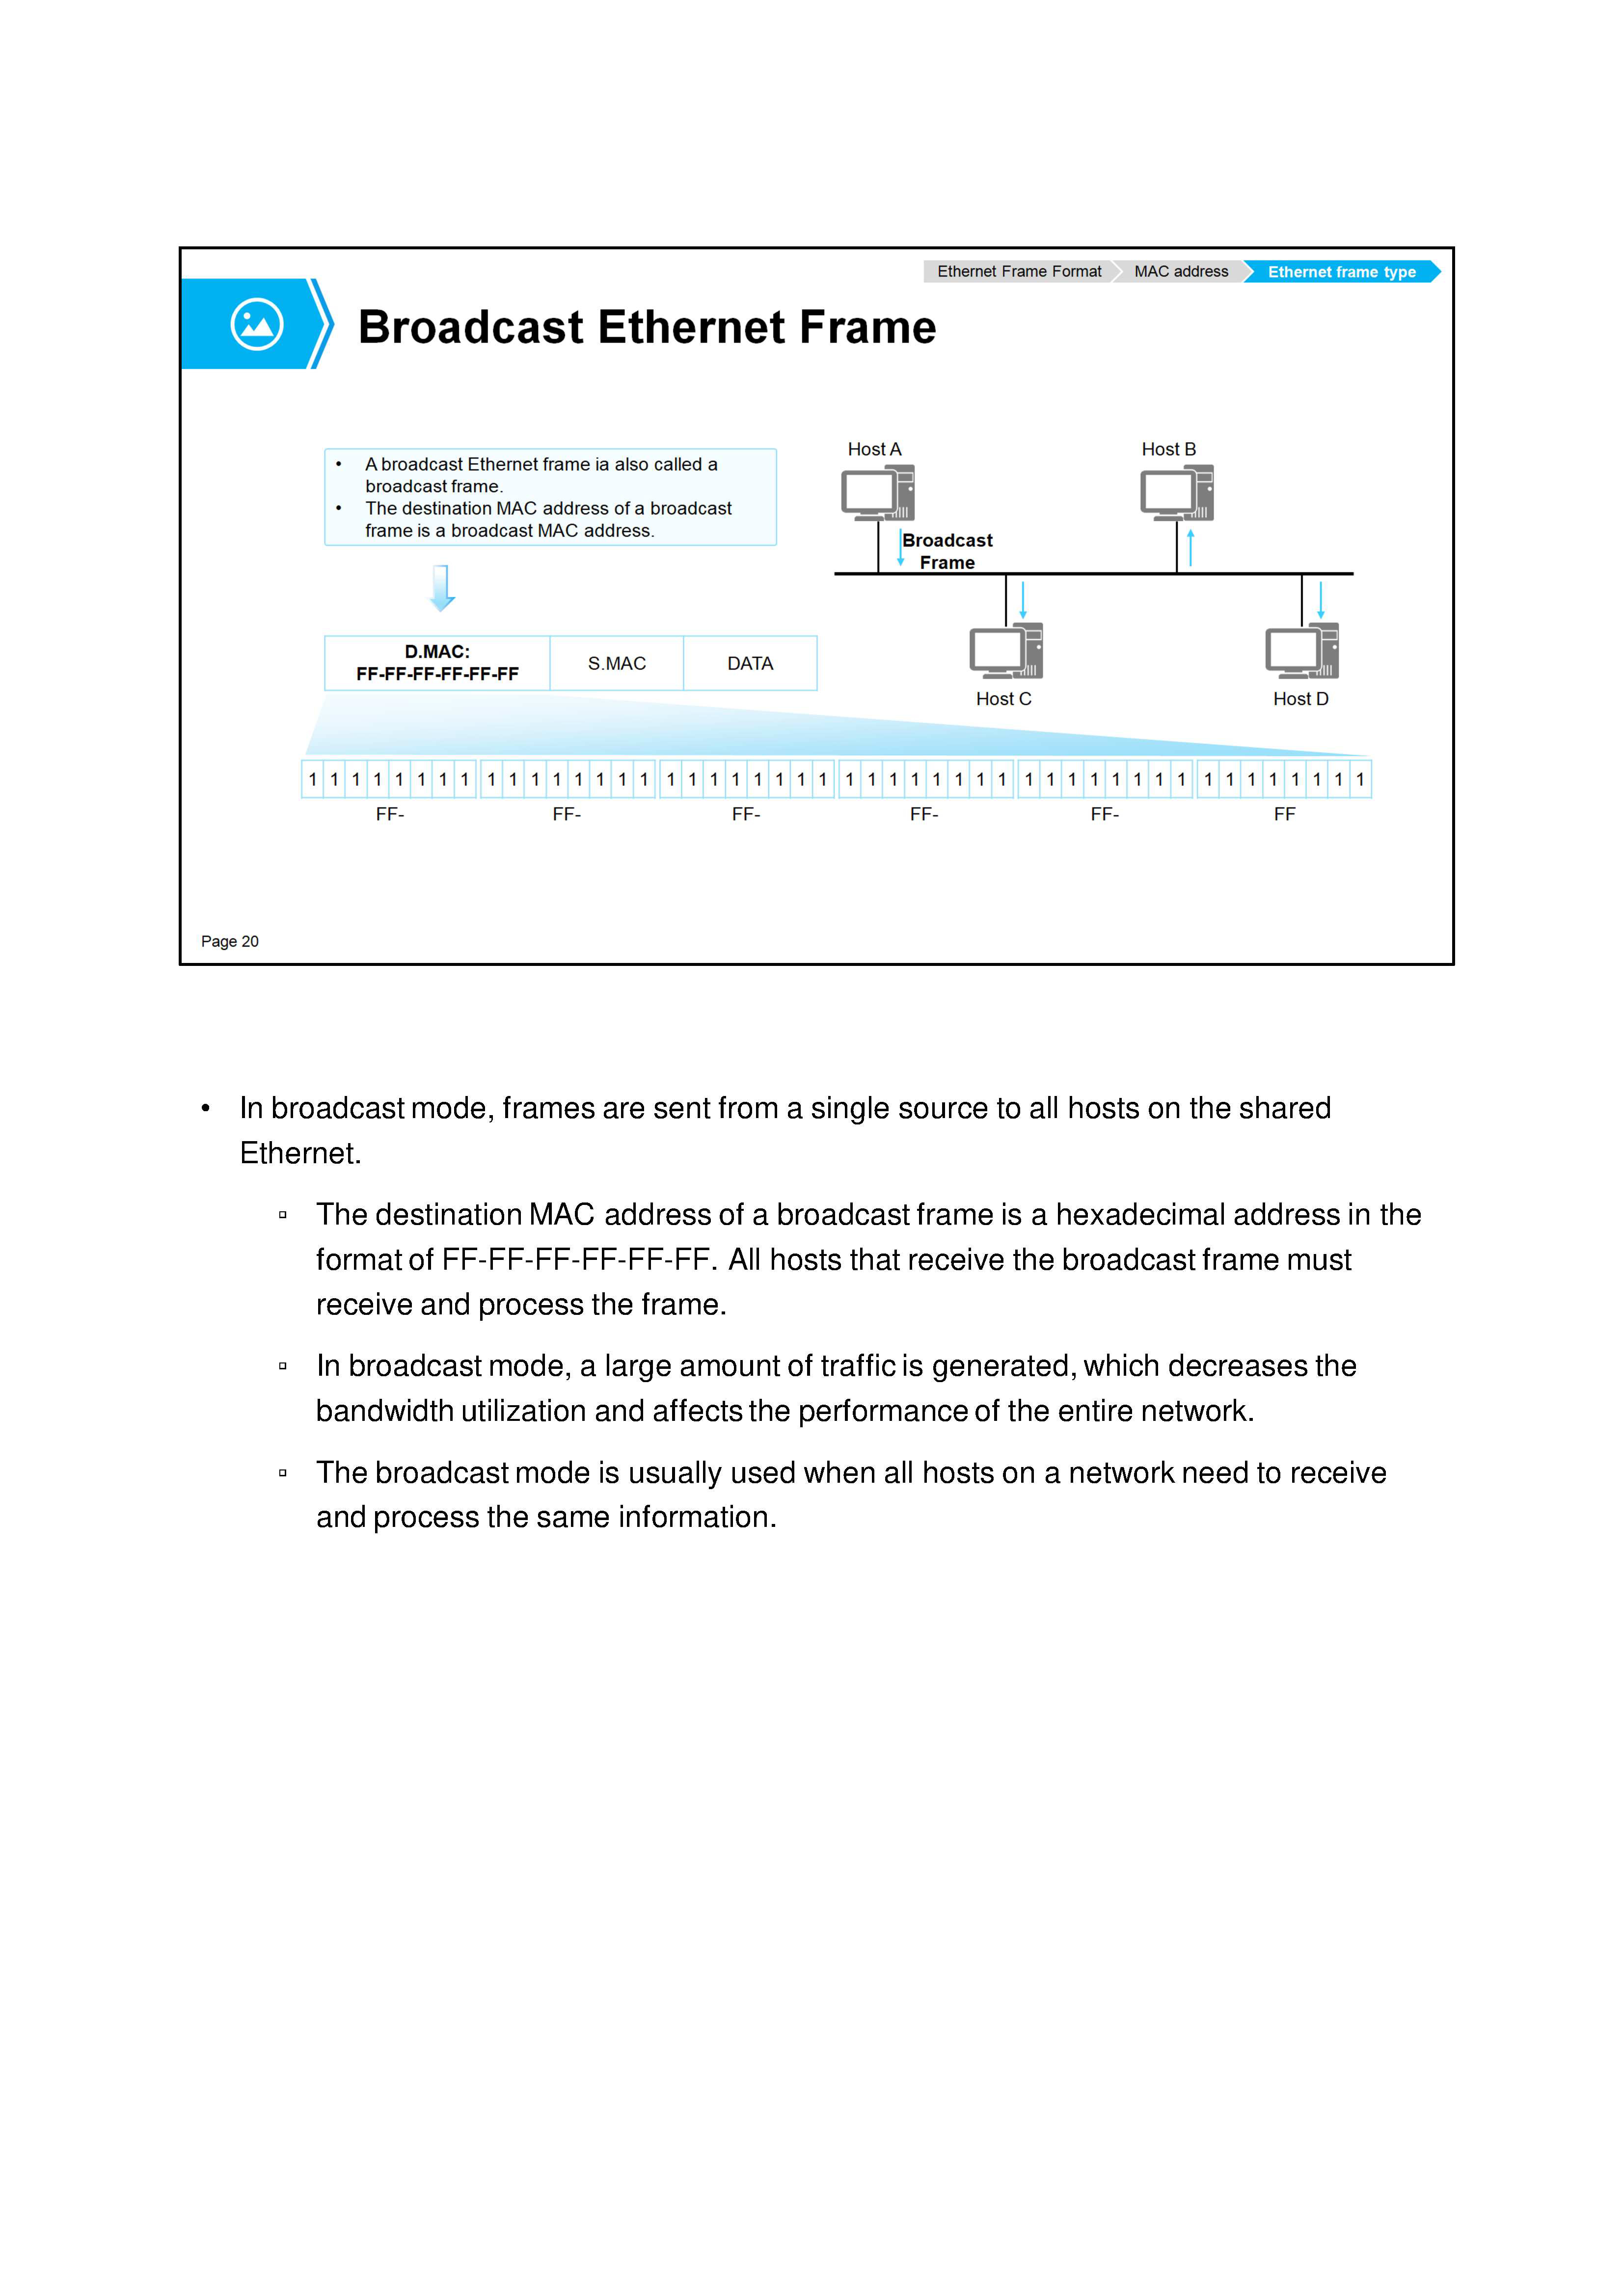 Ethernet Frame Format MAC address Ethernet frame type
Broadcast Ethernet Frame
• A broadcast Ethernet frame ia also called a
broadcast frame.
• The destination MAC address of a broadcast
frame is a broadcast MAC address.
Host A
Host B
Broadcast
Frame
Host C
Host D
D.MAC:
FF-FF-FF-FF-FF-FF
S.MAC
DATA
1 1 1 1 1 1 1 1 1 1 1 1 1 1 1 1 1 1 1 1 1 1 1 1 1 1 1 1 1 1 1 1 1 1 1 1 1 1 1 1 1 1 1 1 1 1 1 1
FF- FF- FF- FF- FF- FF
Page 20
• In broadcast mode, frames are sent from a single source to all hosts on the shared
Ethernet.
▫ The destination MAC address of a broadcast frame is a hexadecimal address in the
format of FF-FF-FF-FF-FF-FF. All hosts that receive the broadcast frame must
receive and process the frame.
▫ In broadcast mode, a large amount of traffic is generated, which decreases the
bandwidth utilization and affects the performance of the entire network.
▫ The broadcast mode is usually used when all hosts on a network need to receive
and process the same information.